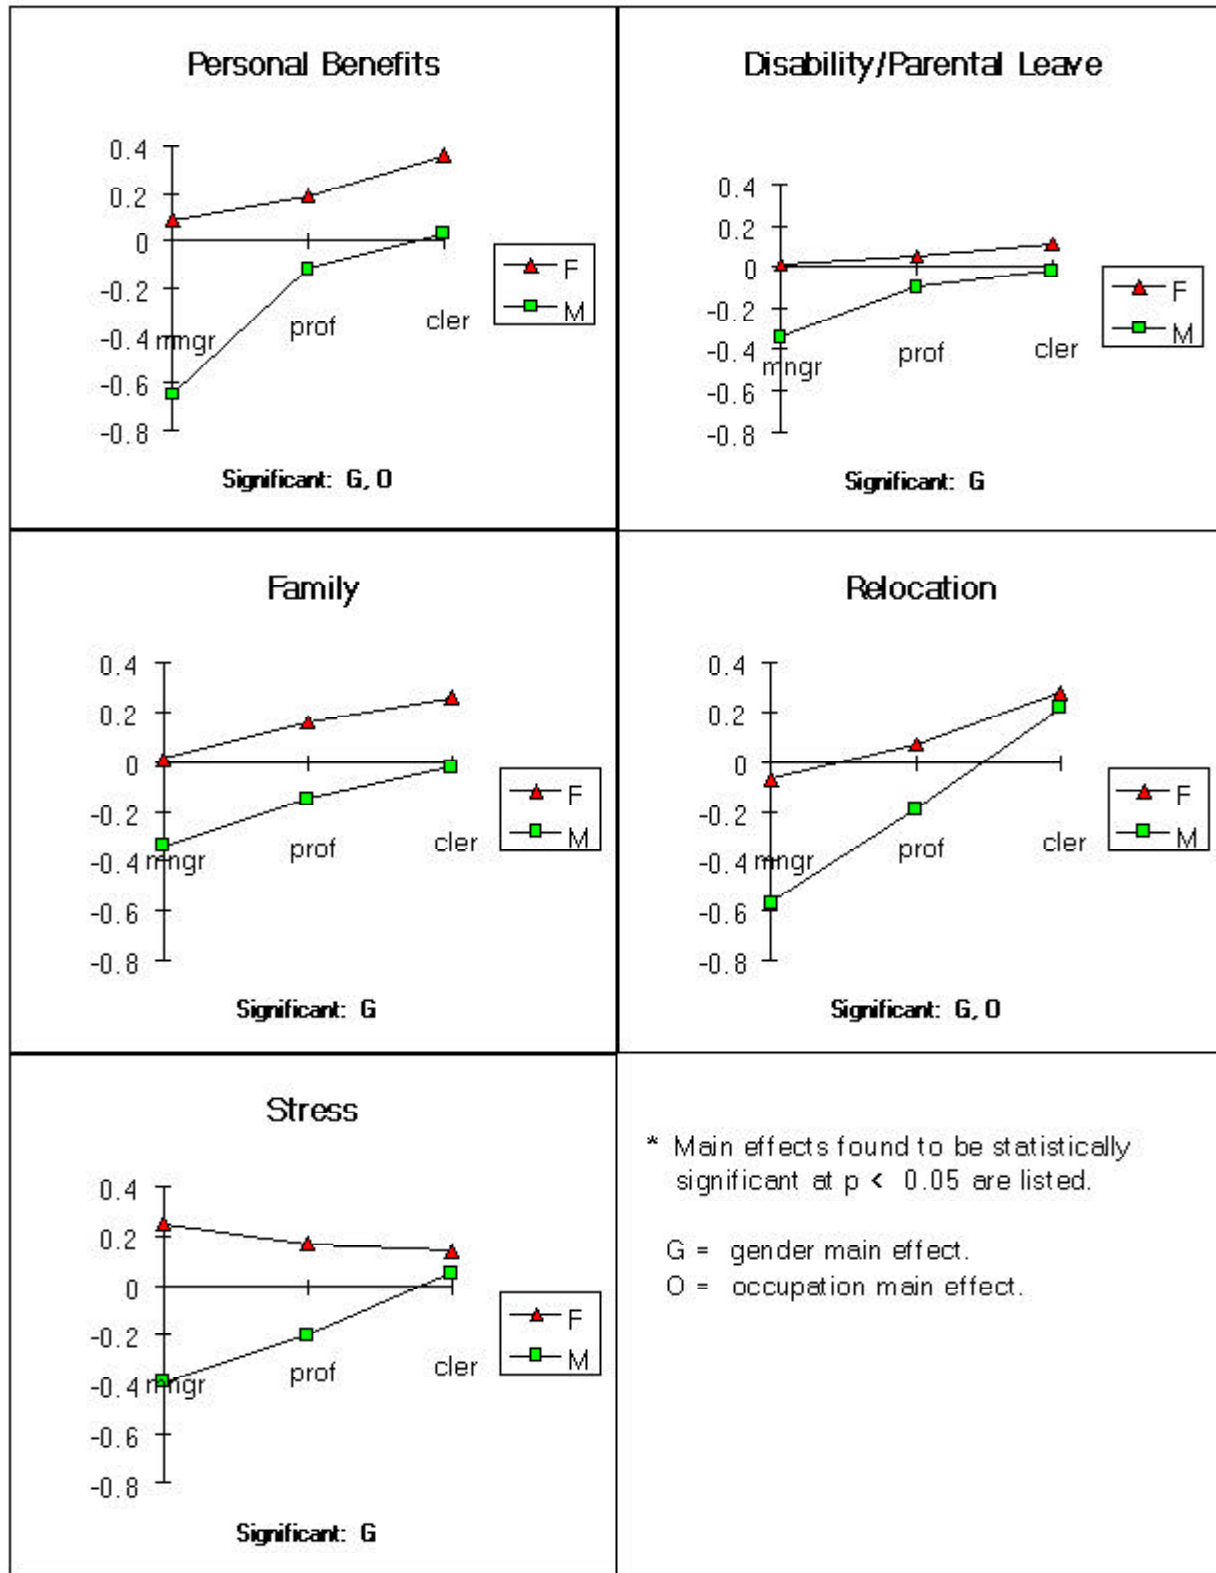 Personal Benefits
0.4
0.2
0
-0.2
-0.4
-0.6
-0.8
mngr
prof
cler
F
M
Significant: G, O
Disability/Parental Leave
0.4
0.2
0
-0.2
-0.4
-0.6
-0.8
mngr
prof
cler
F
M
Significant: G
Family
0.4
0.2
0
-0.2
-0.4
-0.6
-0.8
mngr
prof
cler
F
M
Significant: G
Relocation
0.4
0.2
0
-0.2
-0.4
-0.6
-0.8
mngr
prof
cler
F
M
Significant: G, O
Stress
0.4
0.2
0
-0.2
-0.4
-0.6
-0.8
mngr
prof
cler
F
M
Significant: G
* Main effects found to be statistically
significant at p < 0.05 are listed.
G = gender main effect.
O = occupation main effect.